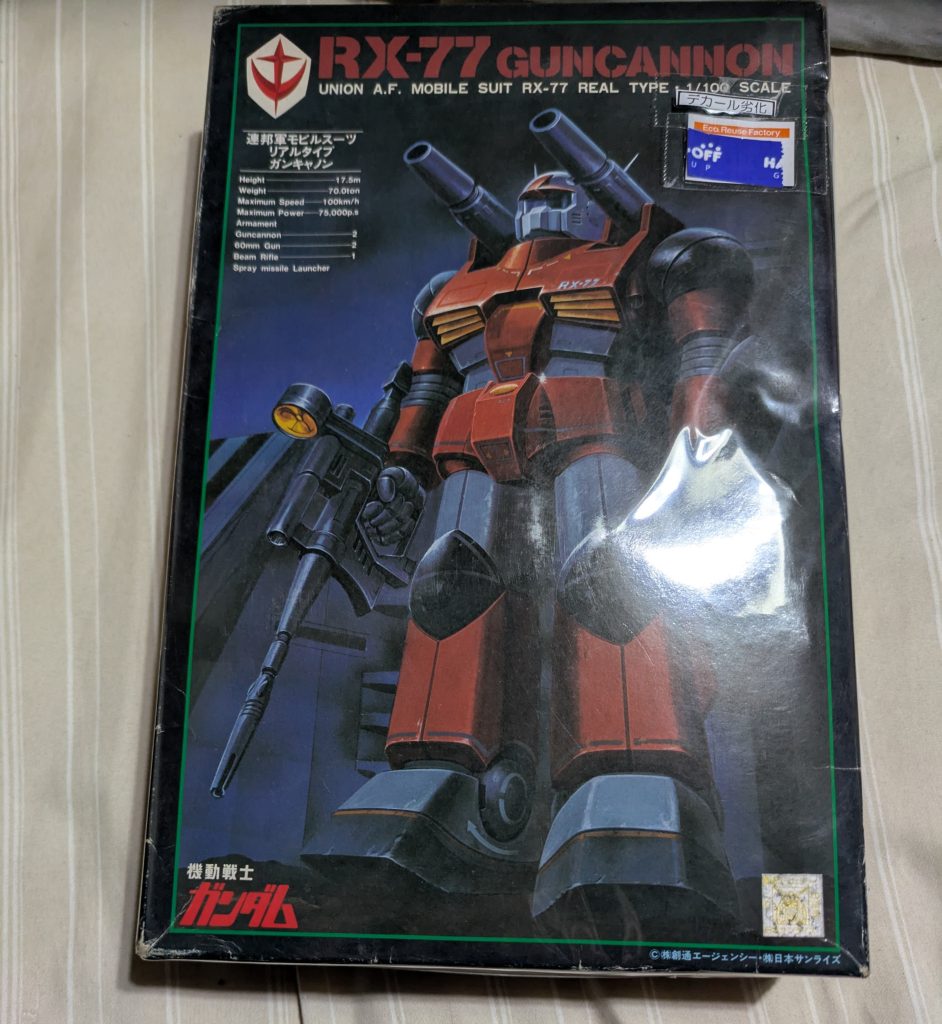 RX-77 GUNCANNON
UNION A.F. MOBILE SUIT RX-77 REAL TYPE・1/100 SCALE
デカール劣化
Eco Reuse Factory
OFF
HA
UP
連邦軍モビルスーツ
リアルタイプ
ガンキャノン
Height 17.5m
Weight 70.0ton
Maximum Speed 100km/h
Maximum Power 75,000p.s
Armament
Guncannon 2
60mm Gun 2
Beam Rifle 1
Spray missile Launcher
RX-77
機動戦士
ガンダム
©㈱創通エージェンシー・㈱日本サンライズ